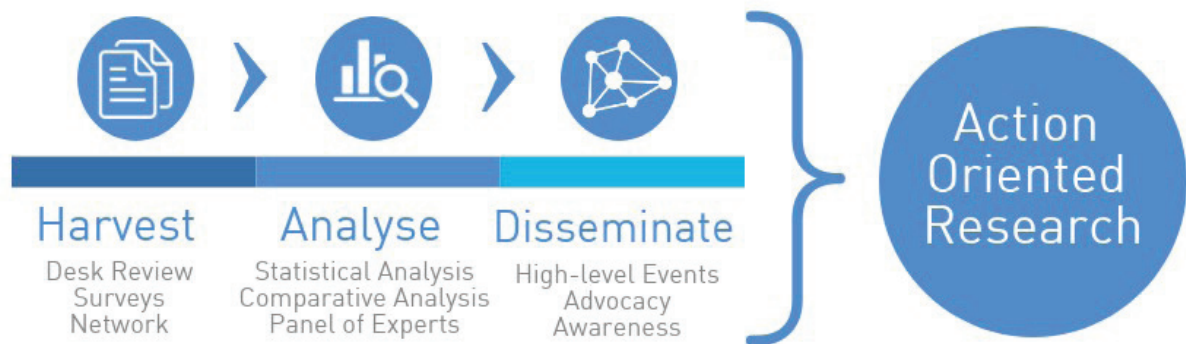 Harvest
Desk Review
Surveys
Network
Analyse
Statistical Analysis
Comparative Analysis
Panel of Experts
Disseminate
High-level Events
Advocacy
Awareness
Action
Oriented
Research